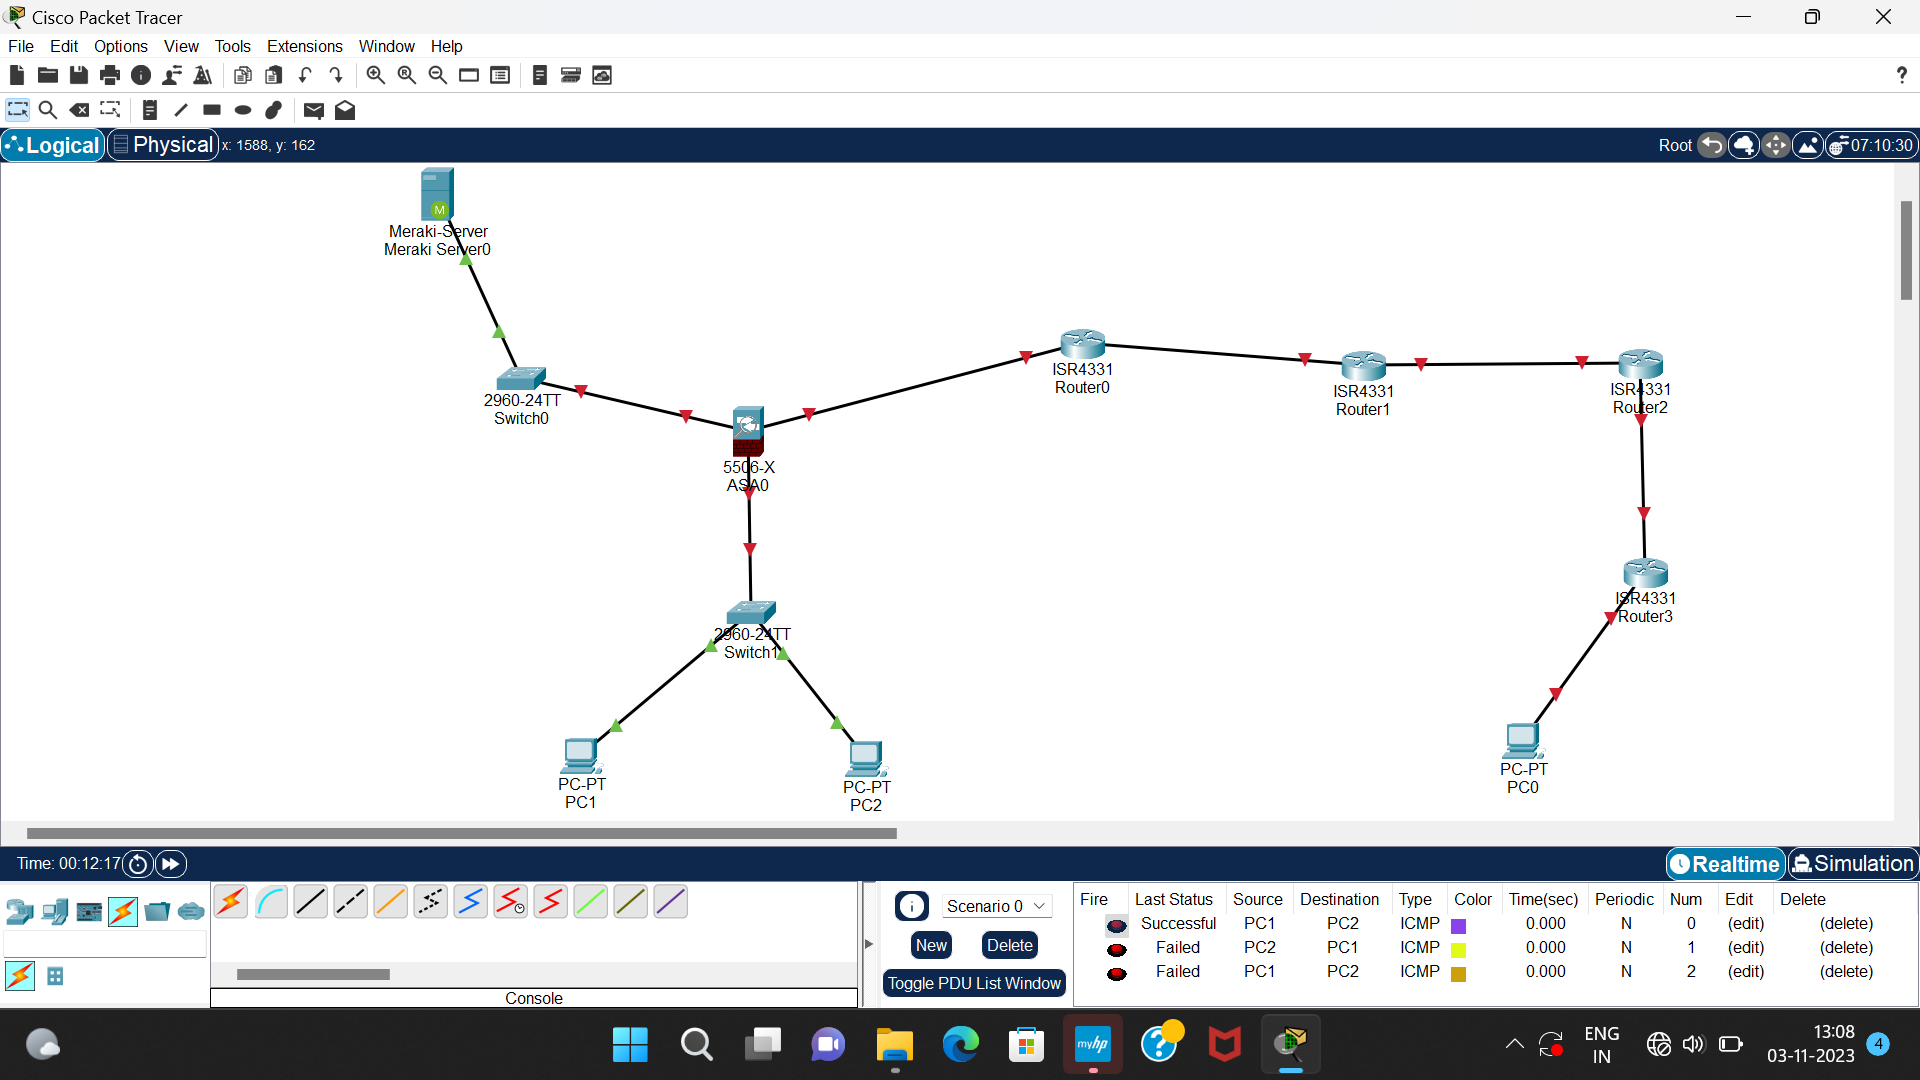 Cisco Packet Tracer
File Edit Options View Tools Extensions Window Help
?
Logical Physical x: 1588, y: 162 Root 07:10:30
M
Meraki-Server
Meraki Server0
2960-24TT
Switch0
5506-X
ASA0
ISR4331
Router0
ISR4331
Router1
ISR4331
Router2
ISR4331
Router3
2960-24TT
Switch1
PC-PT
PC1
PC-PT
PC2
PC-PT
PC0
Time: 00:12:17 Realtime Simulation
Scenario 0
New Delete
Toggle PDU List Window
Console
Fire Last Status Source Destination Type Color Time(sec) Periodic Num Edit Delete
Successful PC1 PC2 ICMP 0.000 N 0 (edit) (delete)
Failed PC2 PC1 ICMP 0.000 N 1 (edit) (delete)
Failed PC1 PC2 ICMP 0.000 N 2 (edit) (delete)
myhp
?
ENG
IN
13:08
03-11-2023
4